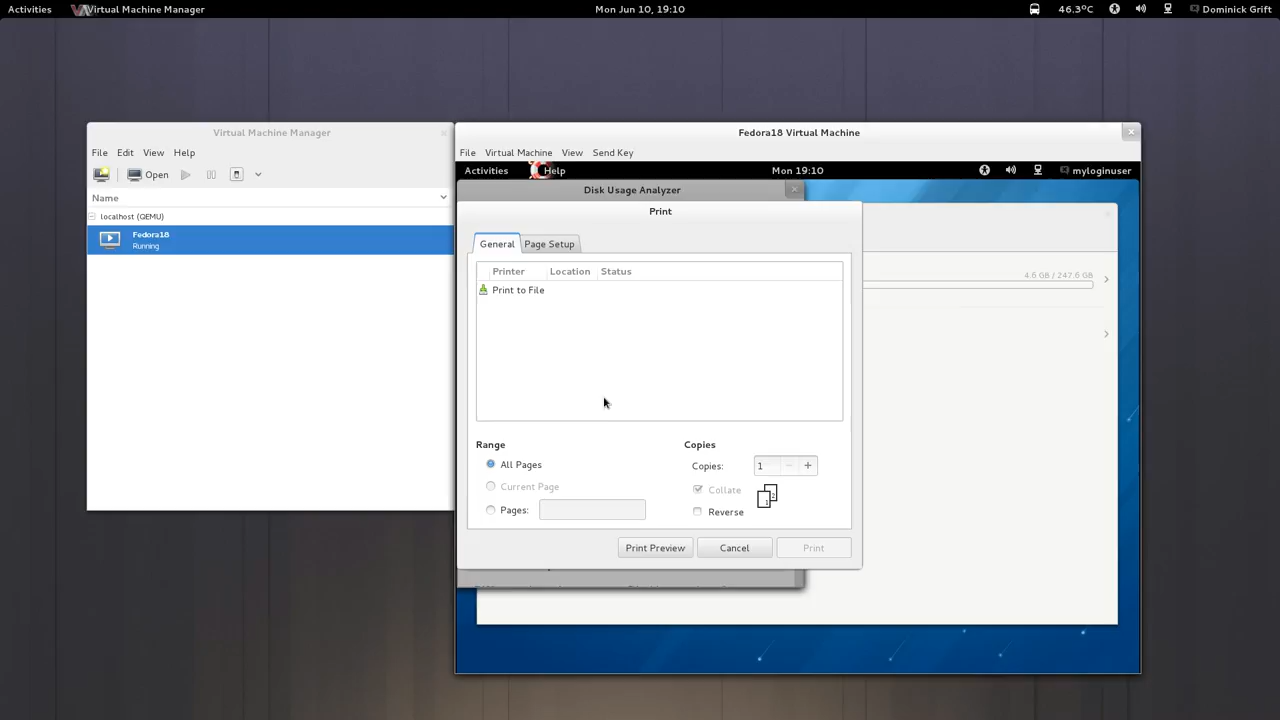 Activities Virtual Machine Manager Mon Jun 10, 19:10 46.3°C Dominick Grift
Virtual Machine Manager
File Edit View Help
Open
Name
localhost (QEMU)
Fedora18
Running
Fedora18 Virtual Machine
File Virtual Machine View Send Key
Activities Help Mon 19:10 myloginuser
Disk Usage Analyzer
Print
General Page Setup
Printer Location Status
Print to File
4.6 GB / 247.6 GB
Range
All Pages
Current Page
Pages:
Copies
Copies: 1
Collate
Reverse
Print Preview Cancel Print